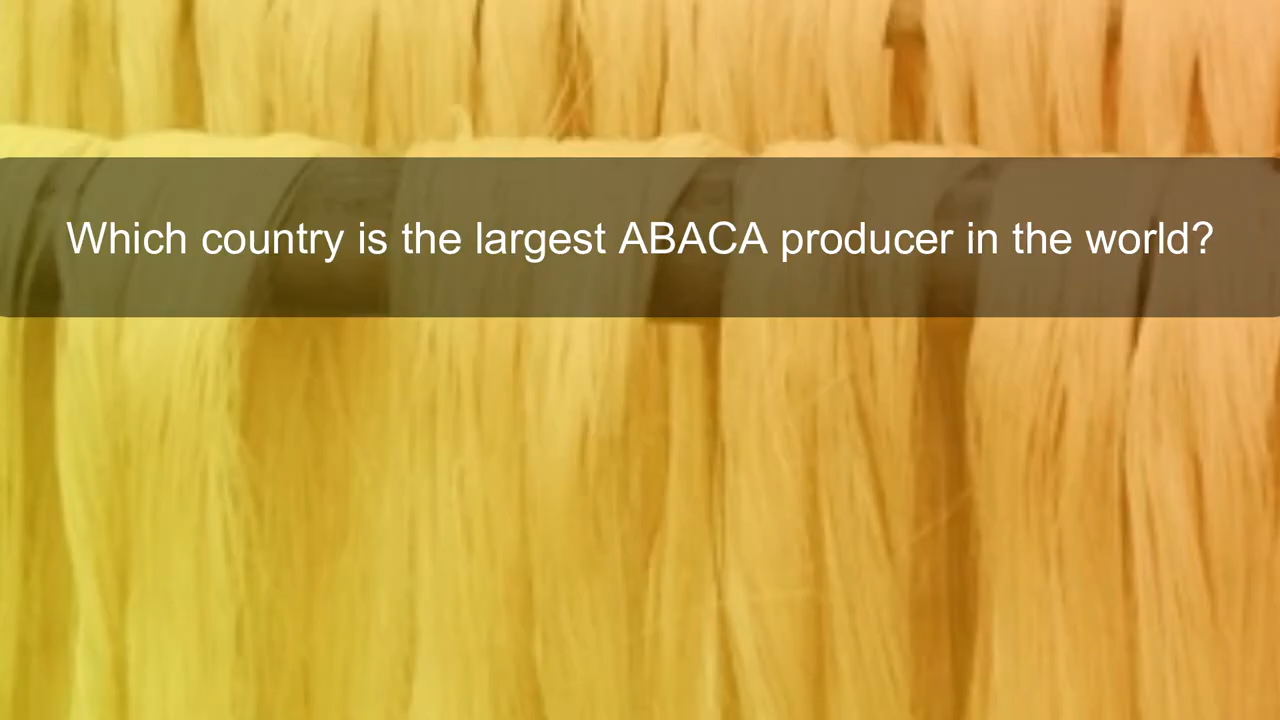 Which country is the largest ABACA producer in the world?